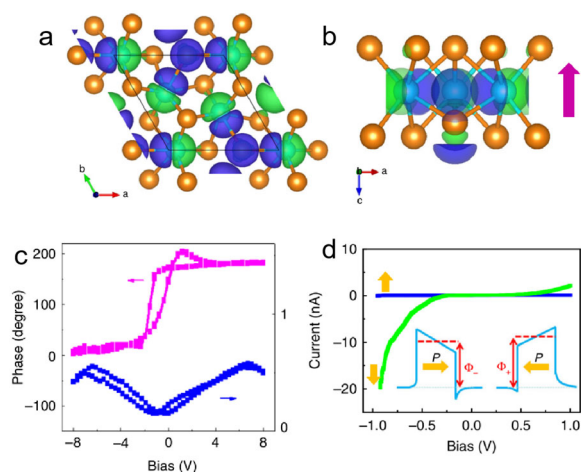 a
b
b
a
b
a
c
c
200
100
0
−100
Phase (degree)
1
0
−8
−4
0
4
8
Bias (V)
d
10
0
−10
−20
Current (nA)
P
Φ−
Φ+
P
−1.0
−0.5
0.0
0.5
1.0
Bias (V)